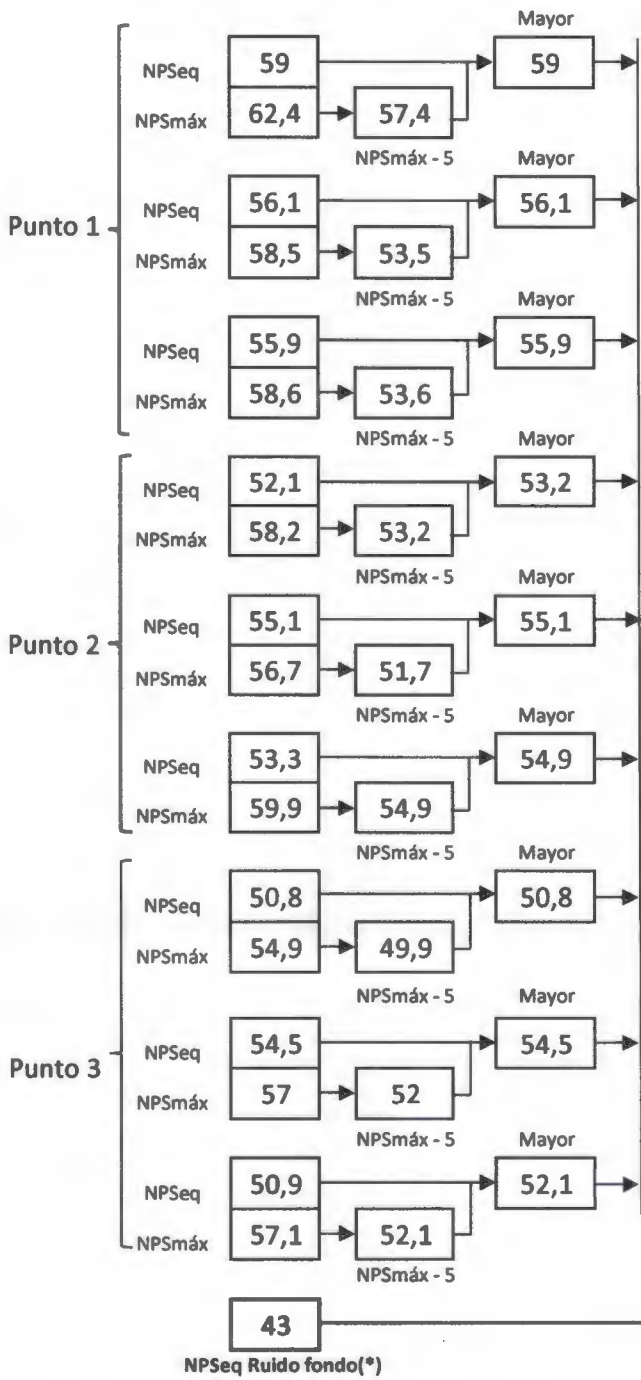 Mayor
NPSeq 59 59
NPSmáx 62,4 57,4
NPSmáx - 5 Mayor
Punto 1 NPSeq 56,1 56,1
NPSmáx 58,5 53,5
NPSmáx - 5 Mayor
NPSeq 55,9 55,9
NPSmáx 58,6 53,6
NPSmáx - 5 Mayor
NPSeq 52,1 53,2
NPSmáx 58,2 53,2
NPSmáx - 5 Mayor
Punto 2 NPSeq 55,1 55,1
NPSmáx 56,7 51,7
NPSmáx - 5 Mayor
NPSeq 53,3 54,9
NPSmáx 59,9 54,9
NPSmáx - 5 Mayor
NPSeq 50,8 50,8
NPSmáx 54,9 49,9
NPSmáx - 5 Mayor
Punto 3 NPSeq 54,5 54,5
NPSmáx 57 52
NPSmáx - 5 Mayor
NPSeq 50,9 52,1
NPSmáx 57,1 52,1
NPSmáx - 5
43
NPSeq Ruido fondo(*)